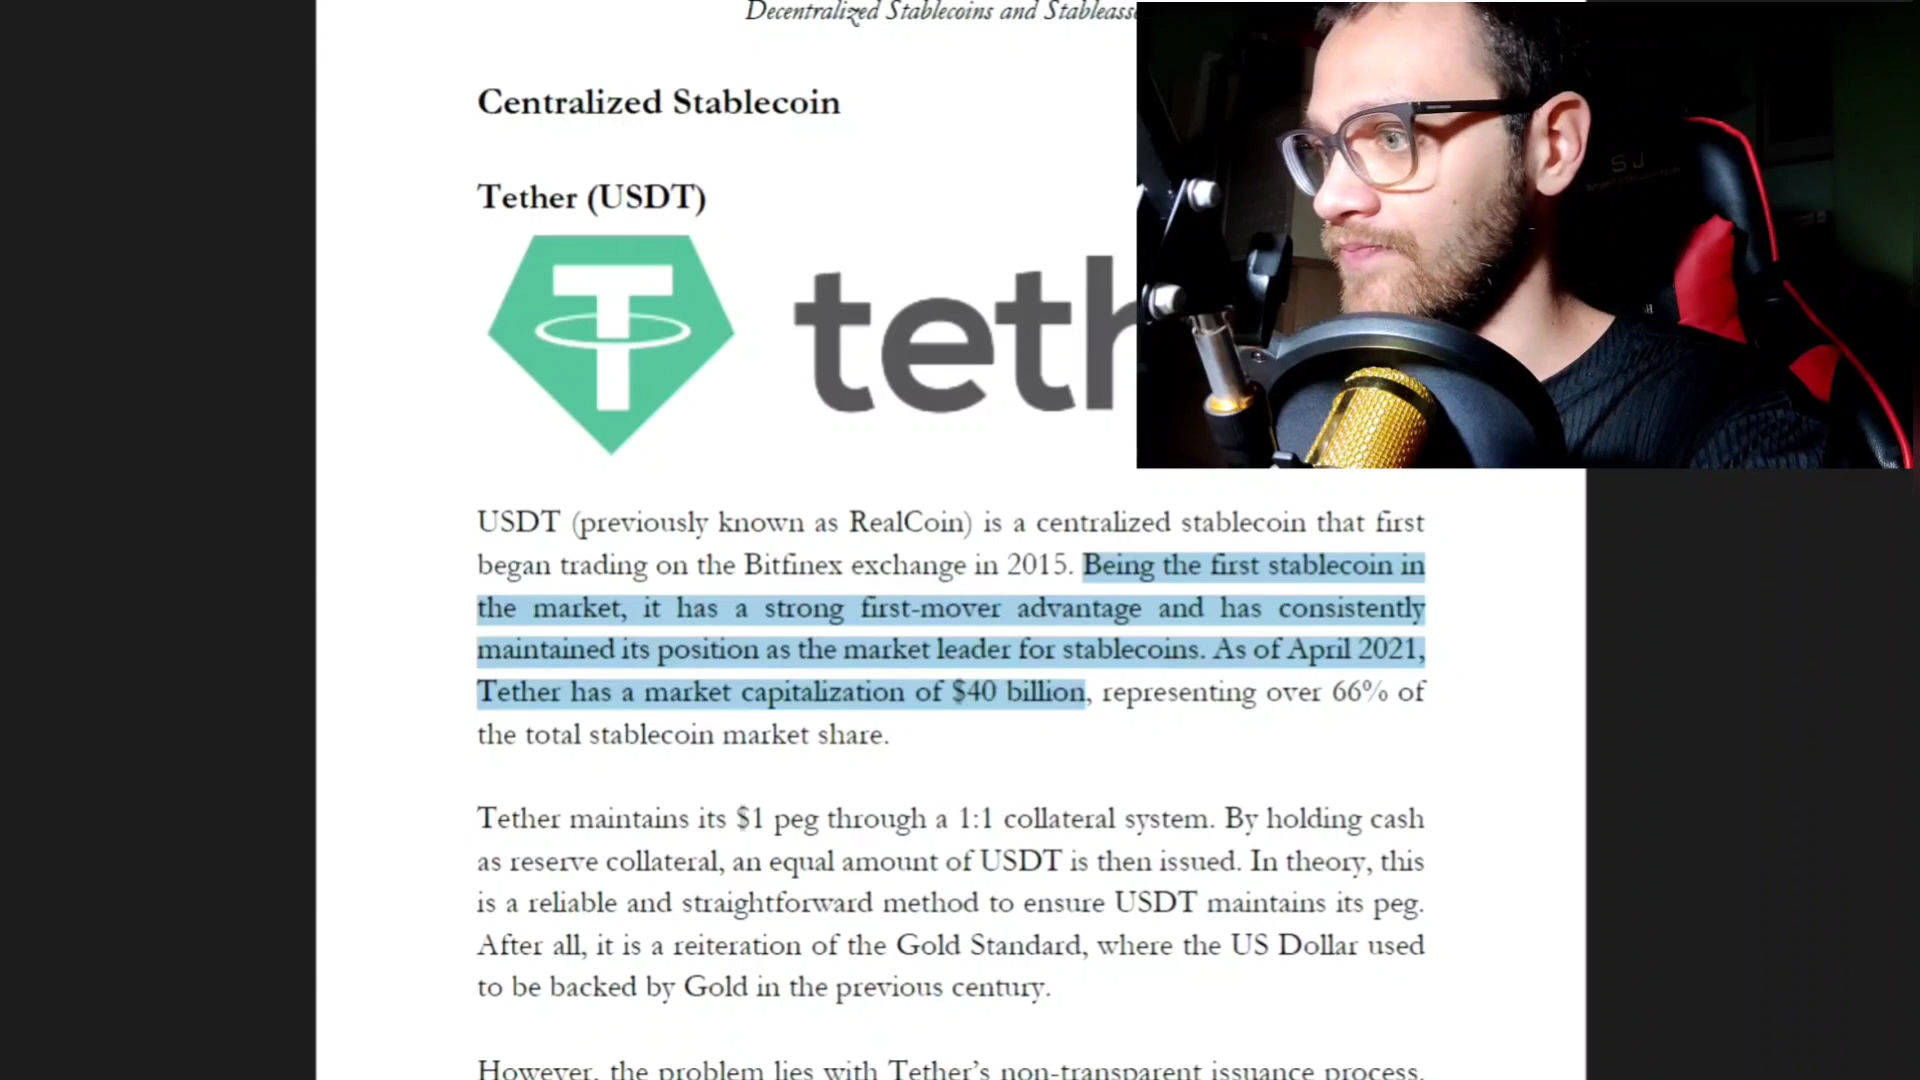 Decentralized Stablecoins and
Centralized Stablecoin
Tether (USDT)
teth
USDT (previously known as RealCoin) is a centralized stablecoin that first
began trading on the Bitfinex exchange in 2015. Being the first stablecoin in
the market, it has a strong first-mover advantage and has consistently
maintained its position as the market leader for stablecoins. As of April 2021,
Tether has a market capitalization of $40 billion, representing over 66% of
the total stablecoin market share.
Tether maintains its $1 peg through a 1:1 collateral system. By holding cash
as reserve collateral, an equal amount of USDT is then issued. In theory, this
is a reliable and straightforward method to ensure USDT maintains its peg.
After all, it is a reiteration of the Gold Standard, where the US Dollar used
to be backed by Gold in the previous century.
However, the problem lies with Tether's non-transparent issuance process.
SJ